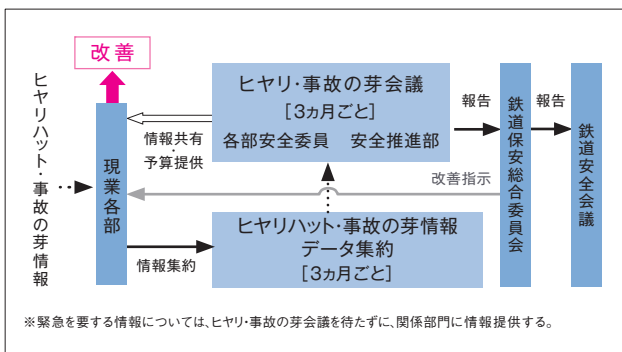 改善
ヒヤリハット・事故の芽情報
現業各部
情報共有
・
予算提供
ヒヤリ・事故の芽会議
[3ヵ月ごと]
各部安全委員 安全推進部
報告
鉄道保安総合委員会
報告
鉄道安全会議
改善指示
情報集約
ヒヤリハット・事故の芽情報
データ集約
[3ヵ月ごと]
※緊急を要する情報については、ヒヤリ・事故の芽会議を待たずに、関係部門に情報提供する。